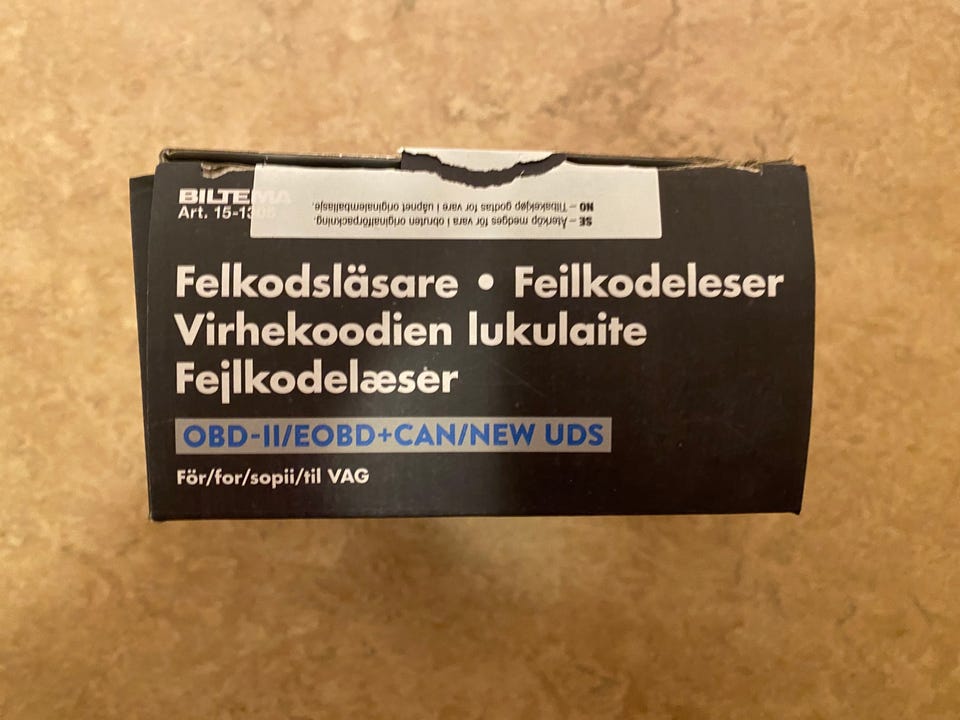 BILTEMA
Art. 15-1306
SE – Återköp medges för vara i obruten originalförpackning.
NO – Tilbakekjøp godtas for vare i uåpnet originalemballasje.
Felkodsläsare • Feilkodeleser
Virhekoodien lukulaite
Fejlkodelæser
OBD-II/EOBD+CAN/NEW UDS
För/for/sopii/til VAG